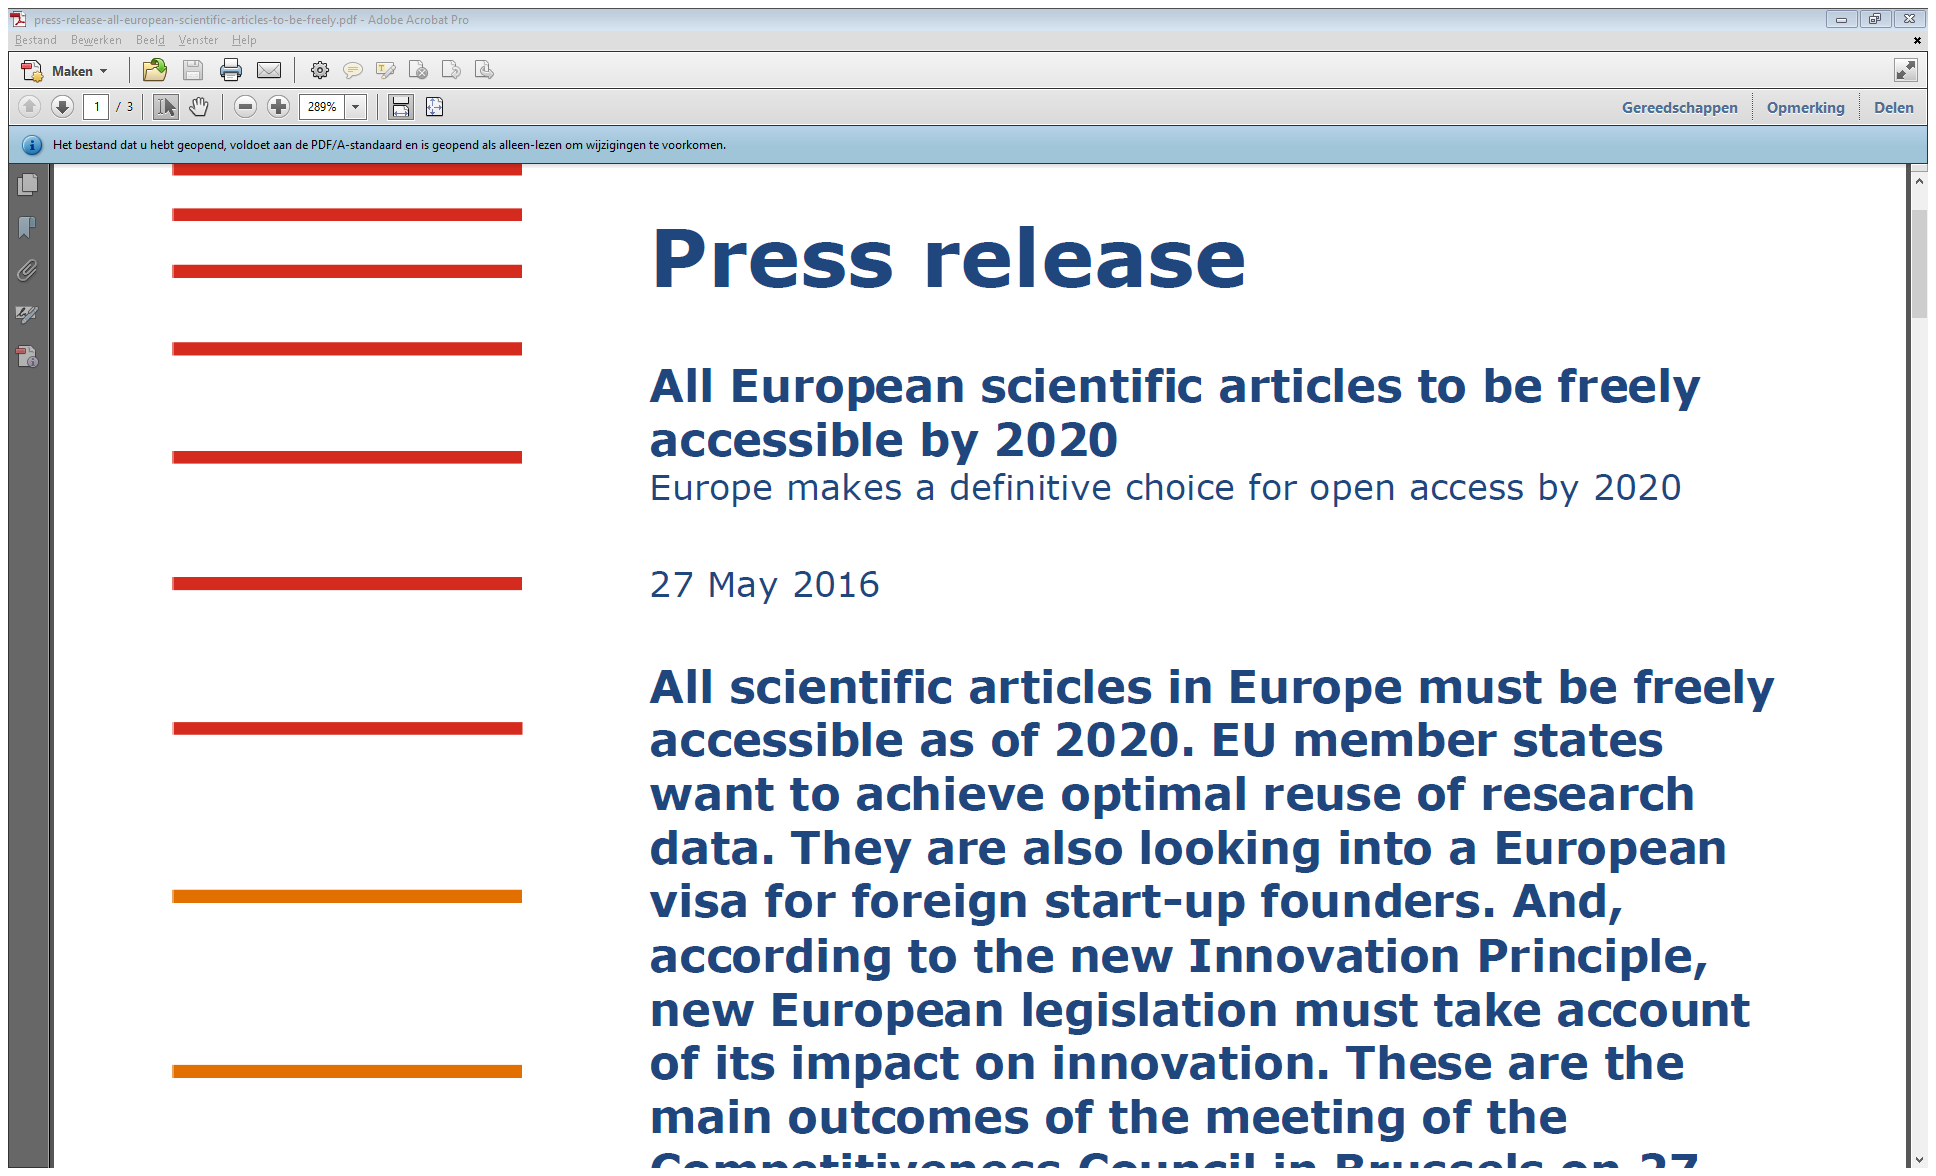 press-release-all-european-scientific-articles-to-be-freely.pdf - Adobe Acrobat Pro
Bestand Bewerken Beeld Venster Help
Maken
1 / 3 289% Gereedschappen Opmerking Delen
Het bestand dat u hebt geopend, voldoet aan de PDF/A-standaard en is geopend als alleen-lezen om wijzigingen te voorkomen.
Press release
All European scientific articles to be freely
accessible by 2020
Europe makes a definitive choice for open access by 2020
27 May 2016
All scientific articles in Europe must be freely
accessible as of 2020. EU member states
want to achieve optimal reuse of research
data. They are also looking into a European
visa for foreign start-up founders. And,
according to the new Innovation Principle,
new European legislation must take account
of its impact on innovation. These are the
main outcomes of the meeting of the
Competitiveness Council in Brussels on 27